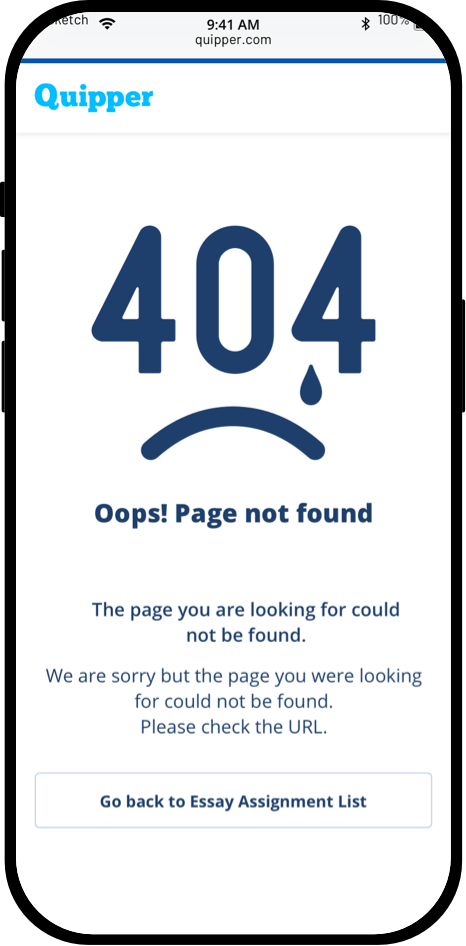 9:41 AM
100%
quipper.com
Quipper
404
Oops! Page not found
The page you are looking for could
not be found.
We are sorry but the page you were looking
for could not be found.
Please check the URL.
Go back to Essay Assignment List